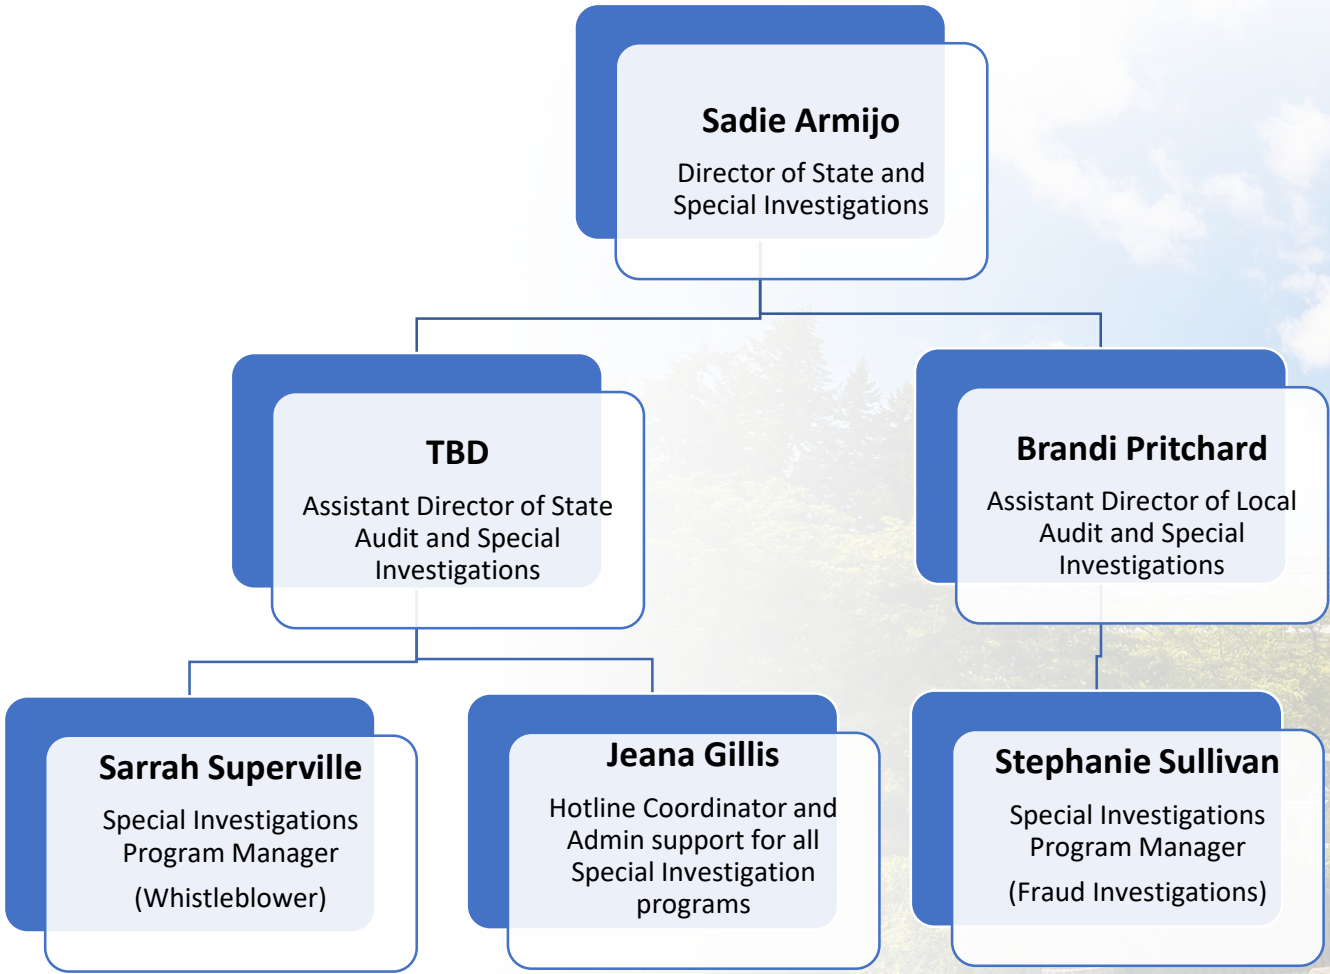 Sadie Armijo
Director of State and
Special Investigations
TBD
Assistant Director of State
Audit and Special
Investigations
Brandi Pritchard
Assistant Director of Local
Audit and Special
Investigations
Sarrah Superville
Special Investigations
Program Manager
(Whistleblower)
Jeana Gillis
Hotline Coordinator and
Admin support for all
Special Investigation
programs
Stephanie Sullivan
Special Investigations
Program Manager
(Fraud Investigations)